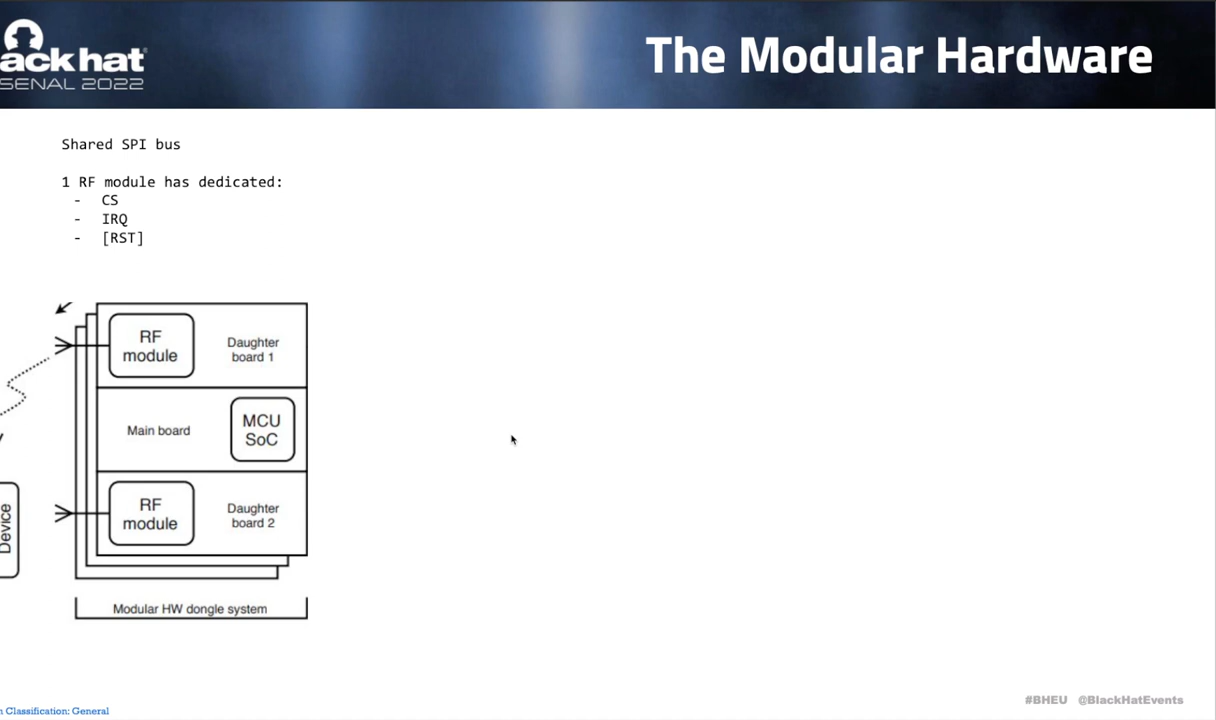 ack hat
SENAL 2022
The Modular Hardware
Shared SPI bus
1 RF module has dedicated:
- CS
- IRQ
- [RST]
RF
module
Daughter
board 1
Main board
MCU
SoC
RF
module
Daughter
board 2
Device
Modular HW dongle system
#BHEU @BlackHatEvents
n Classification: General